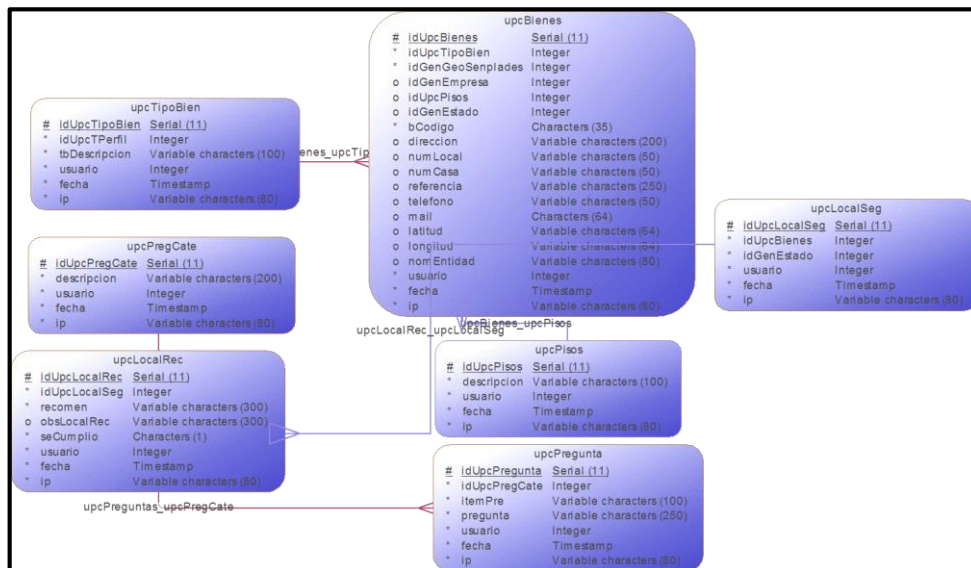 upcBienes
# idUpcBienes Serial (11)
* idUpcTipoBien Integer
* idGenGeoSenplades Integer
o idGenEmpresa Integer
o idUpcPisos Integer
o idGenEstado Integer
* bCodigo Characters (35)
o direccion Variable characters (200)
o numLocal Variable characters (50)
o numCasa Variable characters (50)
o referencia Variable characters (250)
o telefono Variable characters (50)
o mail Characters (64)
o latitud Variable characters (64)
o longitud Variable characters (64)
o nomEntidad Variable characters (80)
* usuario Integer
* fecha Timestamp
* ip Variable characters (80)
upcTipoBien
# idUpcTipoBien Serial (11)
* idUpcTPerfil Integer
* tbDescripcion Variable characters (100)
* usuario Integer
* fecha Timestamp
* ip Variable characters (80)
enes_upcTip
upcLocalSeg
# idUpcLocalSeg Serial (11)
* idUpcBienes Integer
* idGenEstado Integer
* usuario Integer
* fecha Timestamp
* ip Variable characters (80)
upcPregCate
# idUpcPregCate Serial (11)
* descripcion Variable characters (200)
* usuario Integer
* fecha Timestamp
* ip Variable characters (80)
upcBienes_upcPisos
upcLocalRec_upcLocalSeg
upcLocalRec
# idUpcLocalRec Serial (11)
* idUpcLocalSeg Integer
* recomen Variable characters (300)
o obsLocalRec Variable characters (300)
* seCumplio Characters (1)
* usuario Integer
* fecha Timestamp
* ip Variable characters (80)
upcPisos
# idUpcPisos Serial (11)
* descripcion Variable characters (100)
* usuario Integer
* fecha Timestamp
* ip Variable characters (80)
upcPregunta
# idUpcPregunta Serial (11)
* idUpcPregCate Integer
* itemPre Variable characters (100)
* pregunta Variable characters (250)
* usuario Integer
* fecha Timestamp
* ip Variable characters (80)
upcPreguntas_upcPregCate